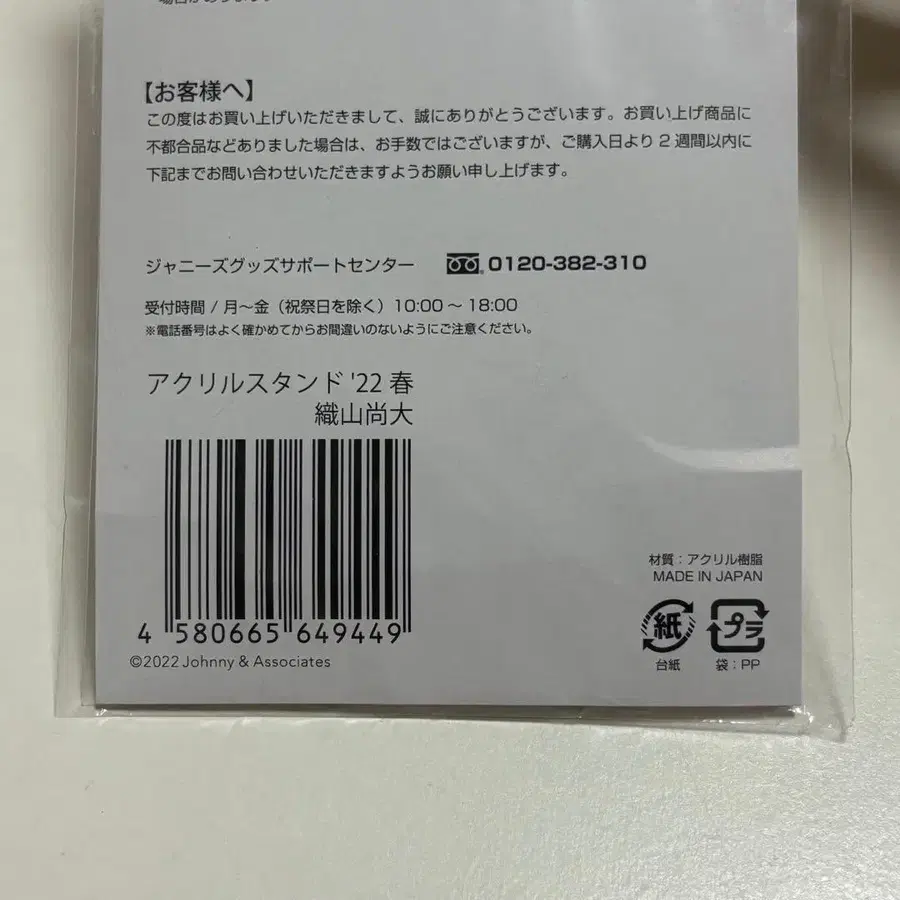 場合があります。
【お客様へ】
この度はお買い上げいただきまして、誠にありがとうございます。お買い上げ商品に
不都合品などありました場合は、お手数ではございますが、ご購入日より2週間以内に
下記までお問い合わせいただきますようお願い申し上げます。
ジャニーズグッズサポートセンター 0120-382-310
受付時間 / 月〜金（祝祭日を除く）10:00 〜 18:00
※電話番号はよく確かめてからお間違いのないようにご注意ください。
アクリルスタンド '22 春
織山尚大
4 580665 649449
©2022 Johnny & Associates
材質：アクリル樹脂
MADE IN JAPAN
紙 プラ
台紙 袋：PP